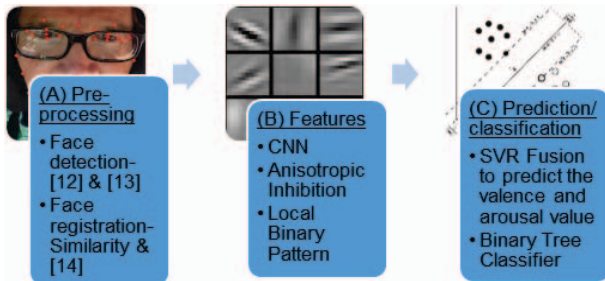 (A) Pre-
processing
• Face
detection-
[12] & [13]
• Face
registration-
Similarity &
[14]
(B) Features
• CNN
• Anisotropic
Inhibition
• Local
Binary
Pattern
(C) Prediction/
classification
• SVR Fusion
to predict the
valence and
arousal value
• Binary Tree
Classifier